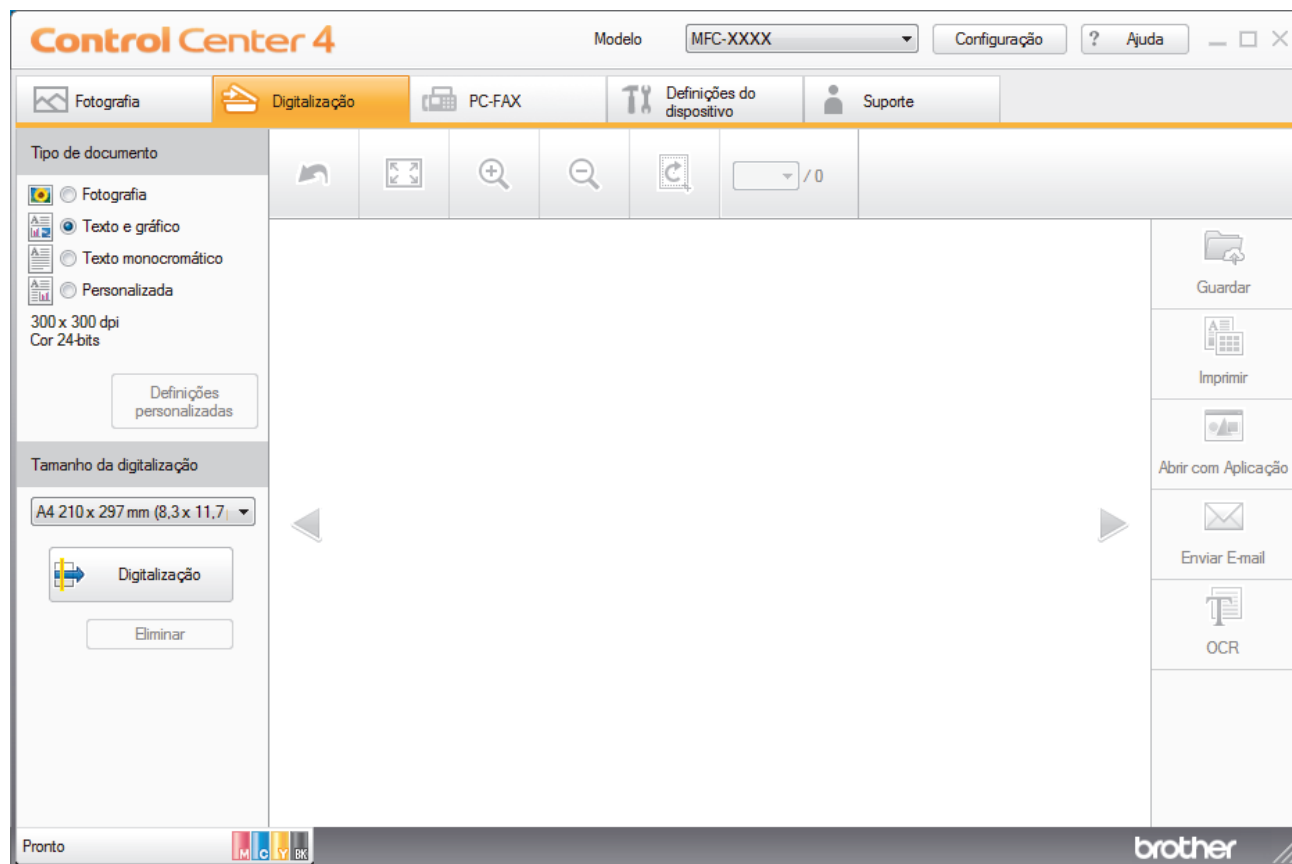 Control Center 4
Modelo
MFC-XXXX
Configuração
? Ajuda
Fotografia
Digitalização
PC-FAX
Definições do
dispositivo
Suporte
Tipo de documento
/ 0
Fotografia
Texto e gráfico
Texto monocromático
Personalizada
300 x 300 dpi
Cor 24-bits
Definições
personalizadas
Tamanho da digitalização
A4 210 x 297 mm (8,3 x 11,7
Digitalização
Eliminar
Guardar
Imprimir
Abrir com Aplicação
Enviar E-mail
OCR
Pronto
M C Y BK
brother